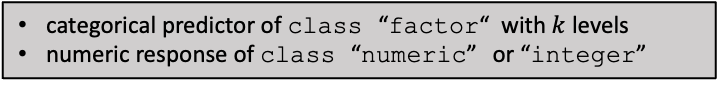 • categorical predictor of class “factor“ with k levels
• numeric response of class “numeric” or “integer”